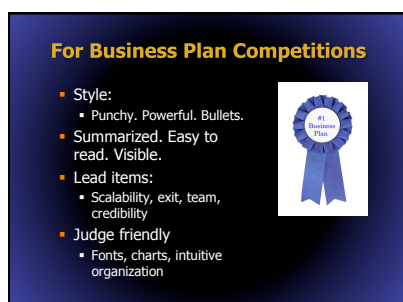 For Business Plan Competitions
Style:
Punchy. Powerful. Bullets.
Summarized. Easy to
read. Visible.
Lead items:
Scalability, exit, team,
credibility
Judge friendly
Fonts, charts, intuitive
organization
#1
Business
Plan